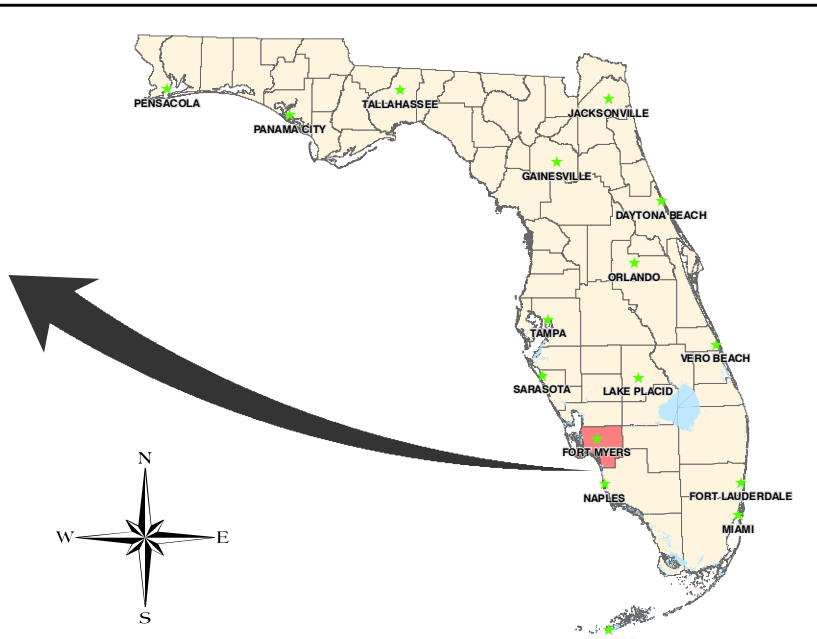 PENSACOLA
TALLAHASSEE
JACKSONVILLE
PANAMA CITY
GAINESVILLE
DAYTONA BEACH
ORLANDO
TAMPA
VERO BEACH
SARASOTA
LAKE PLACID
FORT MYERS
NAPLES
FORT LAUDERDALE
MIAMI
N
W
E
S